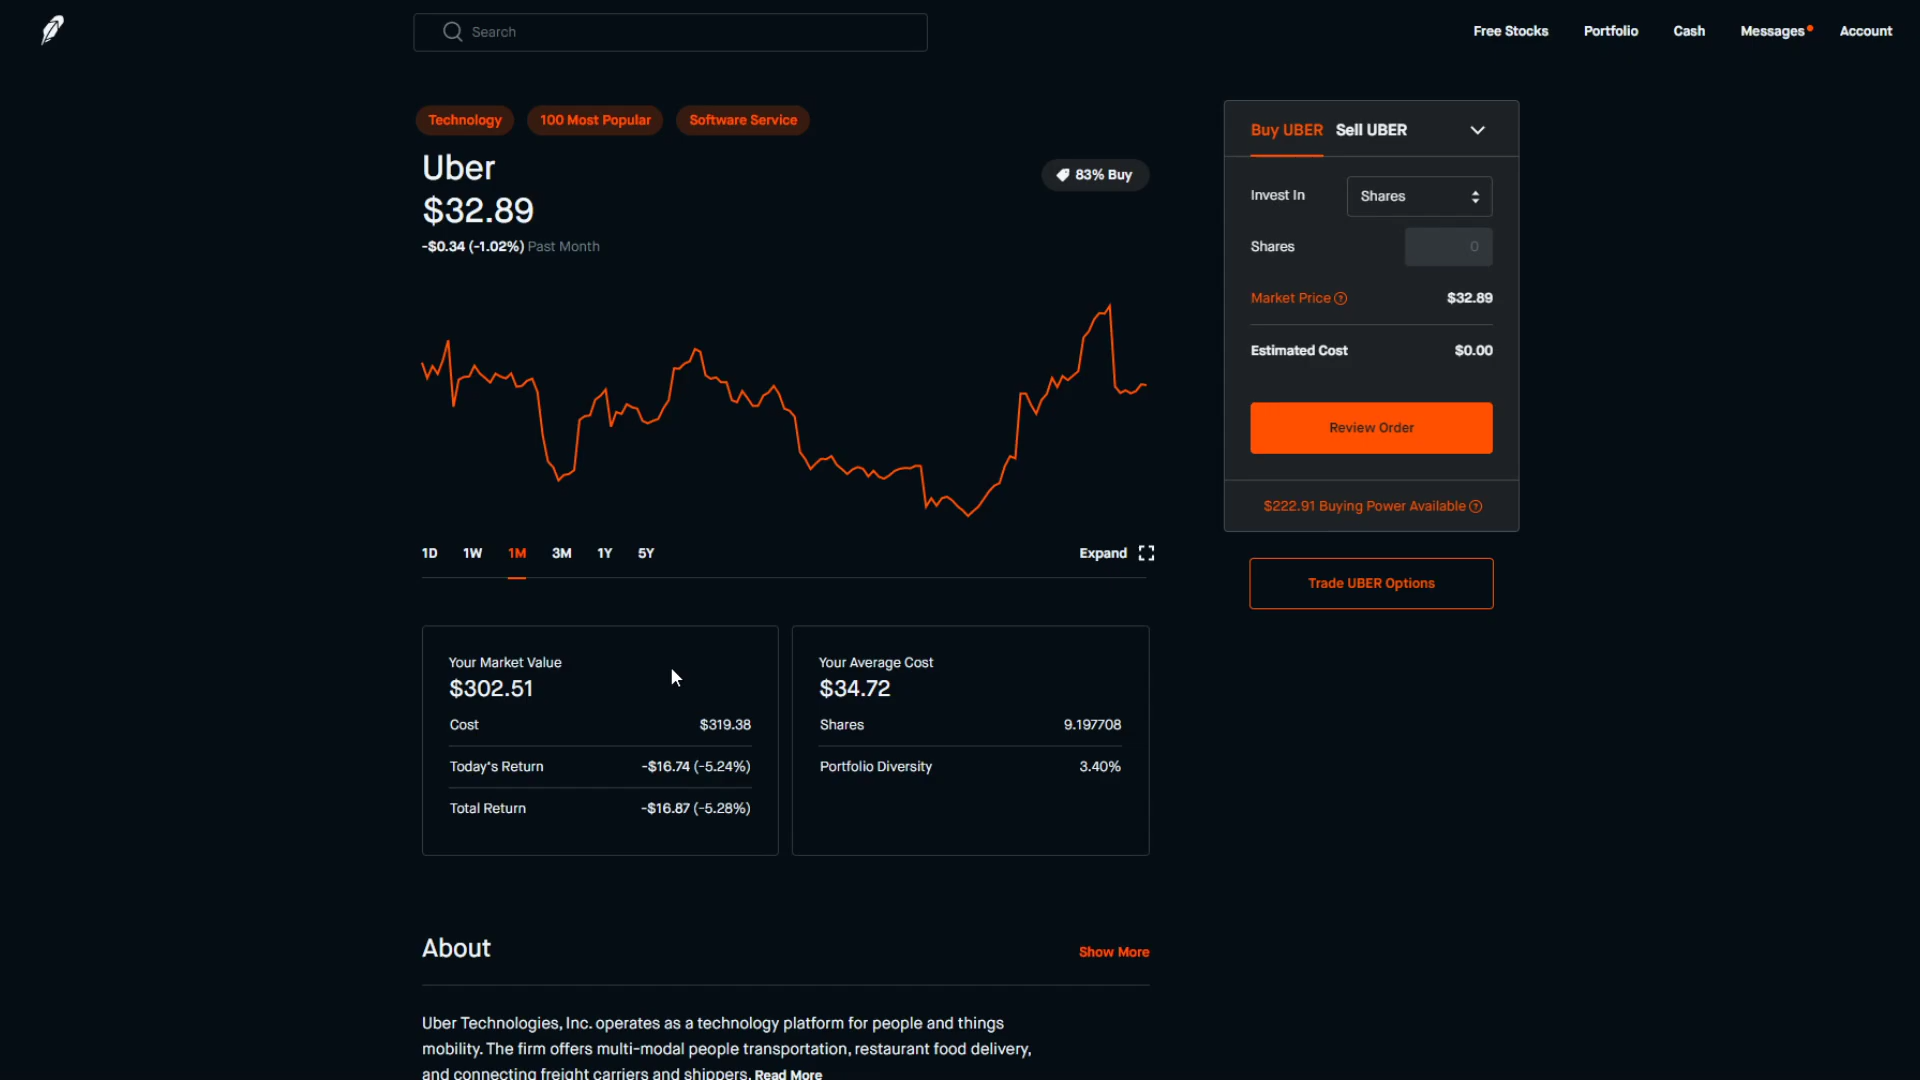 Search
Free Stocks Portfolio Cash Messages Account
Technology 100 Most Popular Software Service
Uber
$32.89
-$0.34 (-1.02%) Past Month
83% Buy
1D 1W 1M 3M 1Y 5Y
Expand
Buy UBER Sell UBER
Invest In Shares
Shares 0
Market Price $32.89
Estimated Cost $0.00
Review Order
$222.91 Buying Power Available
Trade UBER Options
Your Market Value
$302.51
Cost $319.38
Today's Return -$16.74 (-5.24%)
Total Return -$16.87 (-5.28%)
Your Average Cost
$34.72
Shares 9.197708
Portfolio Diversity 3.40%
About Show More
Uber Technologies, Inc. operates as a technology platform for people and things
mobility. The firm offers multi-modal people transportation, restaurant food delivery,
and connecting freight carriers and shippers. Read More